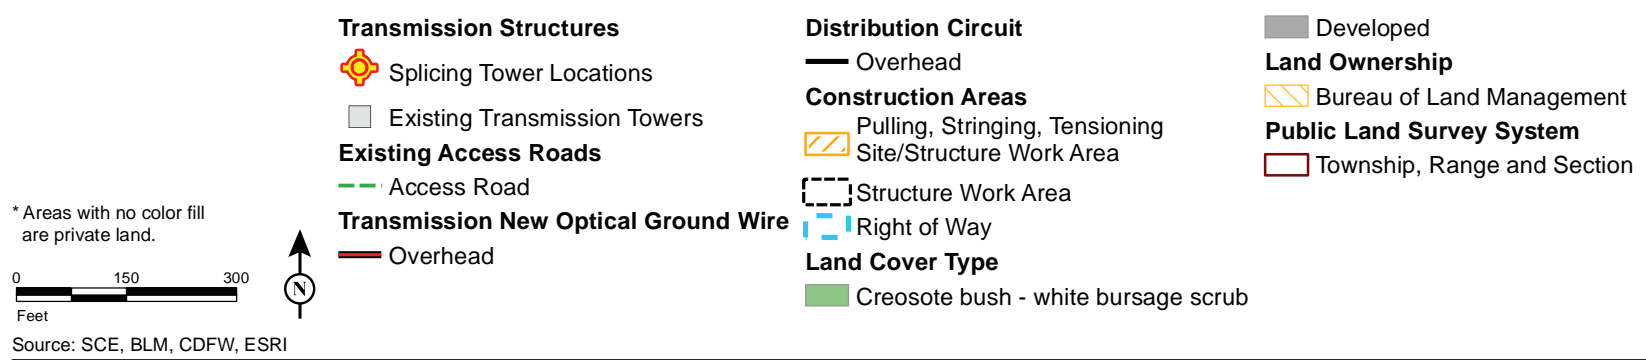 Transmission Structures
Splicing Tower Locations
Existing Transmission Towers
Existing Access Roads
Access Road
Transmission New Optical Ground Wire
Overhead
Distribution Circuit
Overhead
Construction Areas
Pulling, Stringing, Tensioning
Site/Structure Work Area
Structure Work Area
Right of Way
Land Cover Type
Creosote bush - white bursage scrub
Developed
Land Ownership
Bureau of Land Management
Public Land Survey System
Township, Range and Section
* Areas with no color fill
are private land.
0 150 300
Feet
N
Source: SCE, BLM, CDFW, ESRI